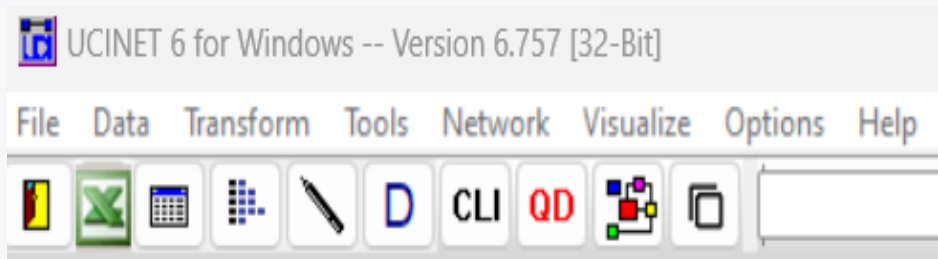 UCINET 6 for Windows -- Version 6.757 [32-Bit]
File Data Transform Tools Network Visualize Options Help
D CLI QD